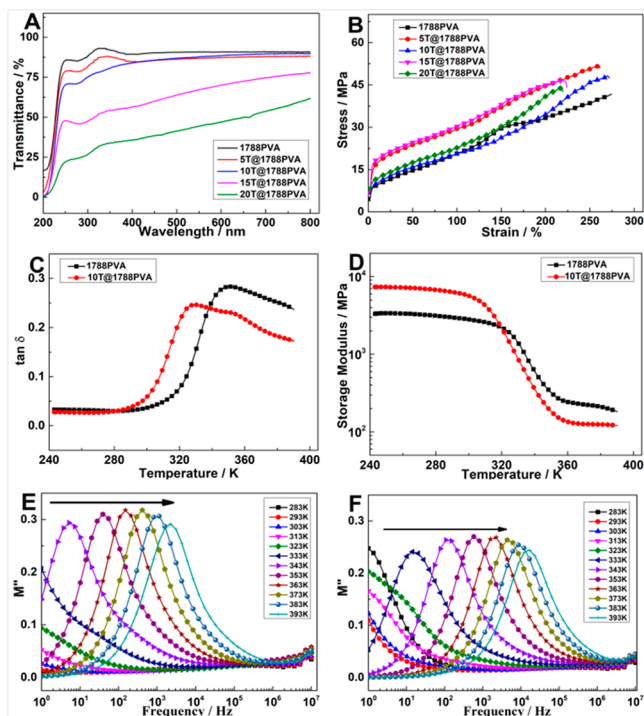 A
Transmittance / %
100
75
50
25
0
1788PVA
5T@1788PVA
10T@1788PVA
15T@1788PVA
20T@1788PVA
200 300 400 500 600 700 800
Wavelength / nm
B
Stress / MPa
60
45
30
15
0
1788PVA
5T@1788PVA
10T@1788PVA
15T@1788PVA
20T@1788PVA
0 50 100 150 200 250 300
Strain / %
C
tan δ
0.3
0.2
0.1
0.0
1788PVA
10T@1788PVA
240 280 320 360 400
Temperature / K
D
Storage Modulus / MPa
10⁴
10³
10²
1788PVA
10T@1788PVA
240 280 320 360 400
Temperature / K
E
M''
0.3
0.2
0.1
0.0
283K
293K
303K
313K
323K
333K
343K
353K
363K
373K
383K
393K
10⁰ 10¹ 10² 10³ 10⁴ 10⁵ 10⁶ 10⁷
Frequency / Hz
F
M''
0.3
0.2
0.1
0.0
283K
293K
303K
313K
323K
333K
343K
353K
363K
373K
383K
393K
10⁰ 10¹ 10² 10³ 10⁴ 10⁵ 10⁶ 10⁷
Frequency / Hz